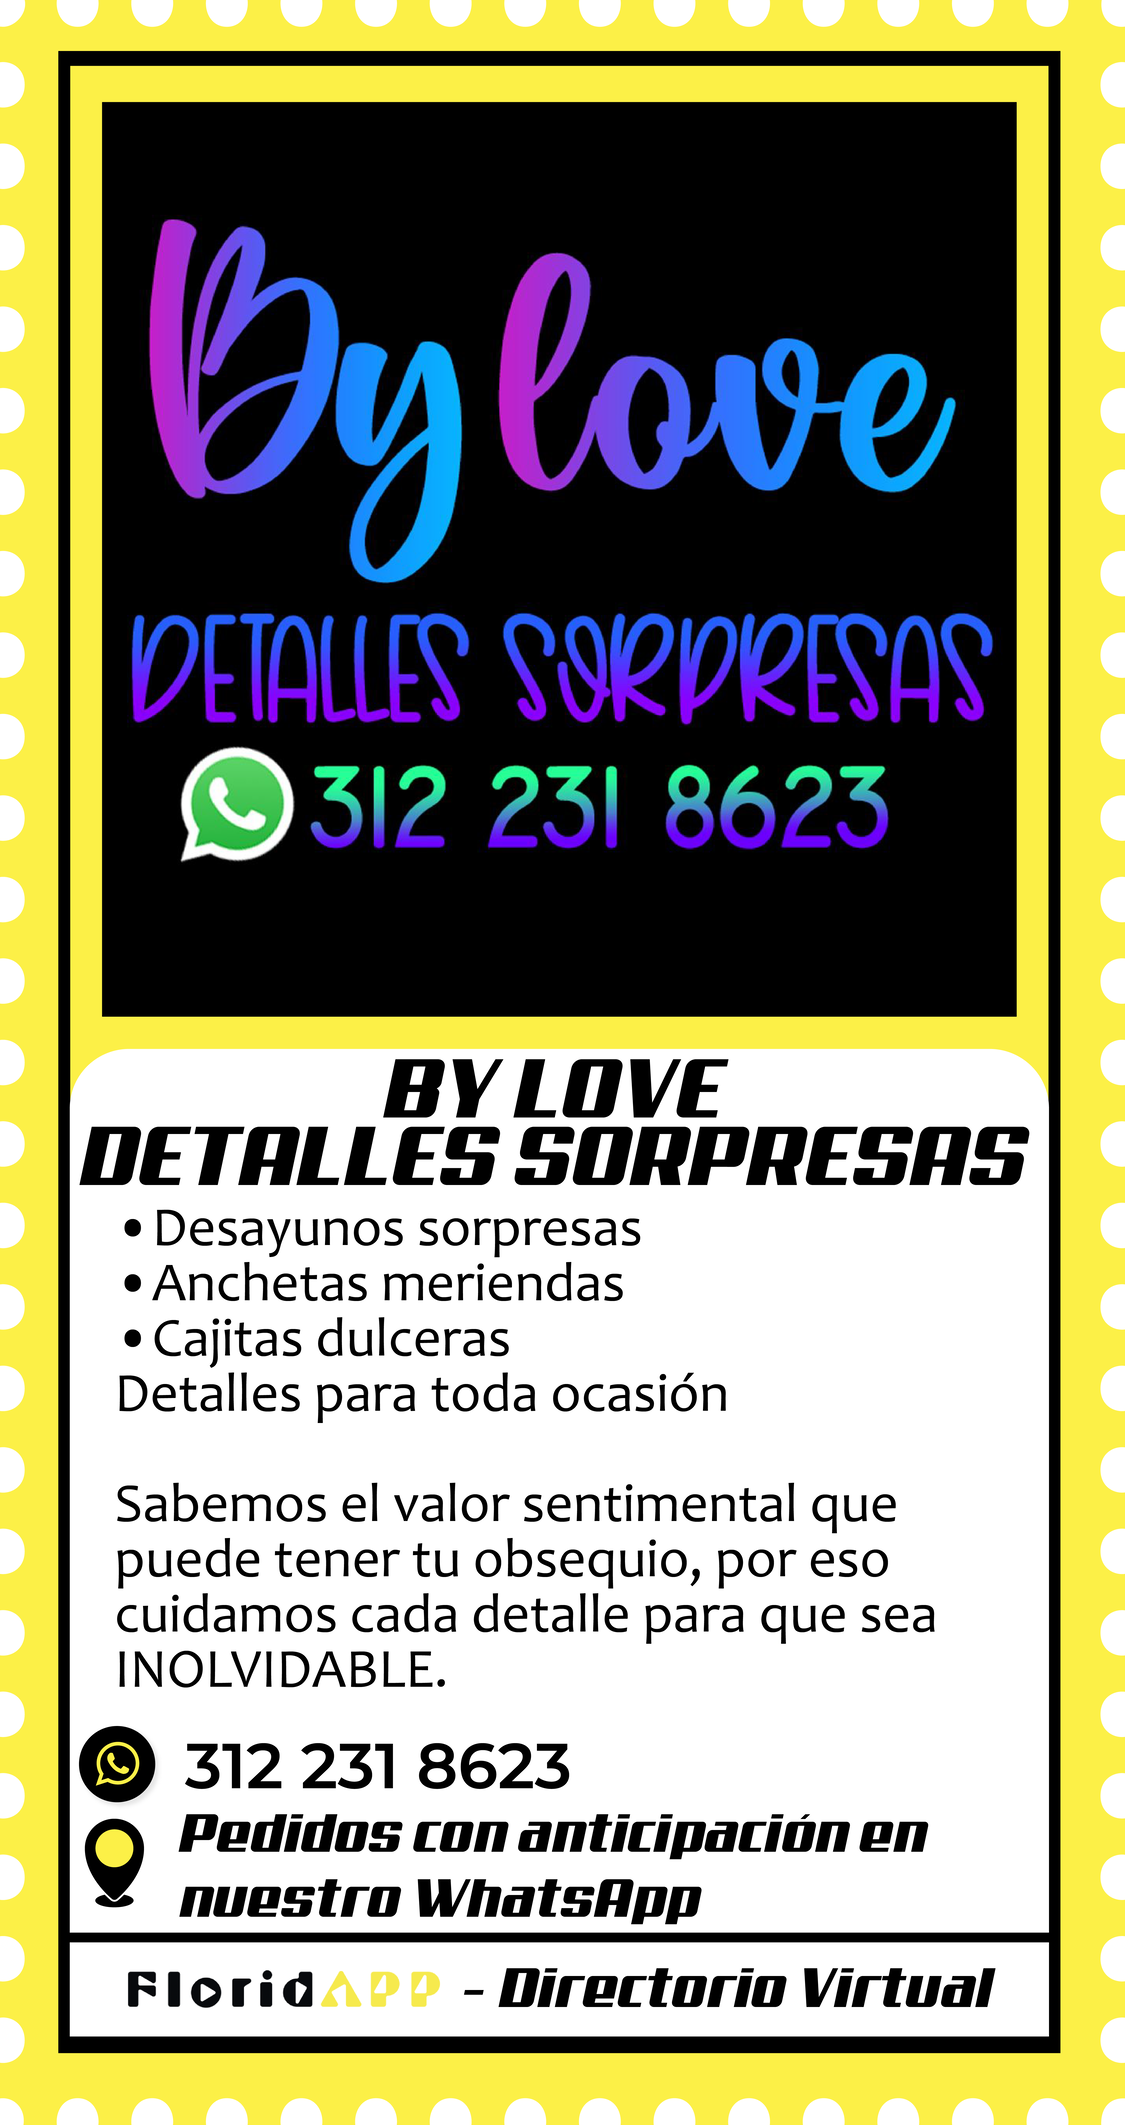 By love
DETALLES SORPRESAS
312 231 8623
BY LOVE
DETALLES SORPRESAS
•Desayunos sorpresas
•Anchetas meriendas
•Cajitas dulceras
Detalles para toda ocasión
Sabemos el valor sentimental que
puede tener tu obsequio, por eso
cuidamos cada detalle para que sea
INOLVIDABLE.
312 231 8623
Pedidos con anticipación en
nuestro WhatsApp
FloridAPP - Directorio Virtual